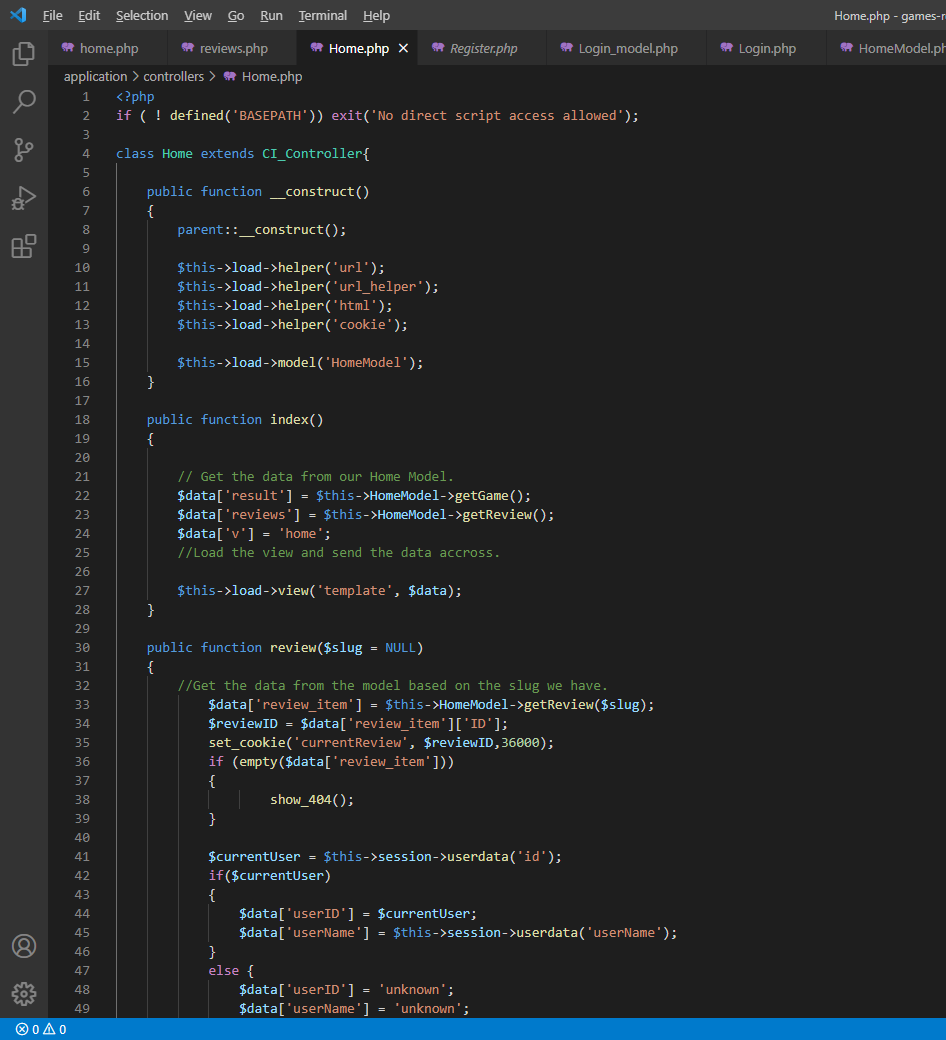 File Edit Selection View Go Run Terminal Help Home.php - games-r
home.php reviews.php Home.php Register.php Login_model.php Login.php HomeModel.ph
application > controllers > Home.php
1 <?php
2 if ( ! defined('BASEPATH')) exit('No direct script access allowed');
3
4 class Home extends CI_Controller{
5
6 public function __construct()
7 {
8 parent::__construct();
9
10 $this->load->helper('url');
11 $this->load->helper('url_helper');
12 $this->load->helper('html');
13 $this->load->helper('cookie');
14
15 $this->load->model('HomeModel');
16 }
17
18 public function index()
19 {
20
21 // Get the data from our Home Model.
22 $data['result'] = $this->HomeModel->getGame();
23 $data['reviews'] = $this->HomeModel->getReview();
24 $data['v'] = 'home';
25 //Load the view and send the data accross.
26
27 $this->load->view('template', $data);
28 }
29
30 public function review($slug = NULL)
31 {
32 //Get the data from the model based on the slug we have.
33 $data['review_item'] = $this->HomeModel->getReview($slug);
34 $reviewID = $data['review_item']['ID'];
35 set_cookie('currentReview', $reviewID,36000);
36 if (empty($data['review_item']))
37 {
38 show_404();
39 }
40
41 $currentUser = $this->session->userdata('id');
42 if($currentUser)
43 {
44 $data['userID'] = $currentUser;
45 $data['userName'] = $this->session->userdata('userName');
46 }
47 else {
48 $data['userID'] = 'unknown';
49 $data['userName'] = 'unknown';
0 0